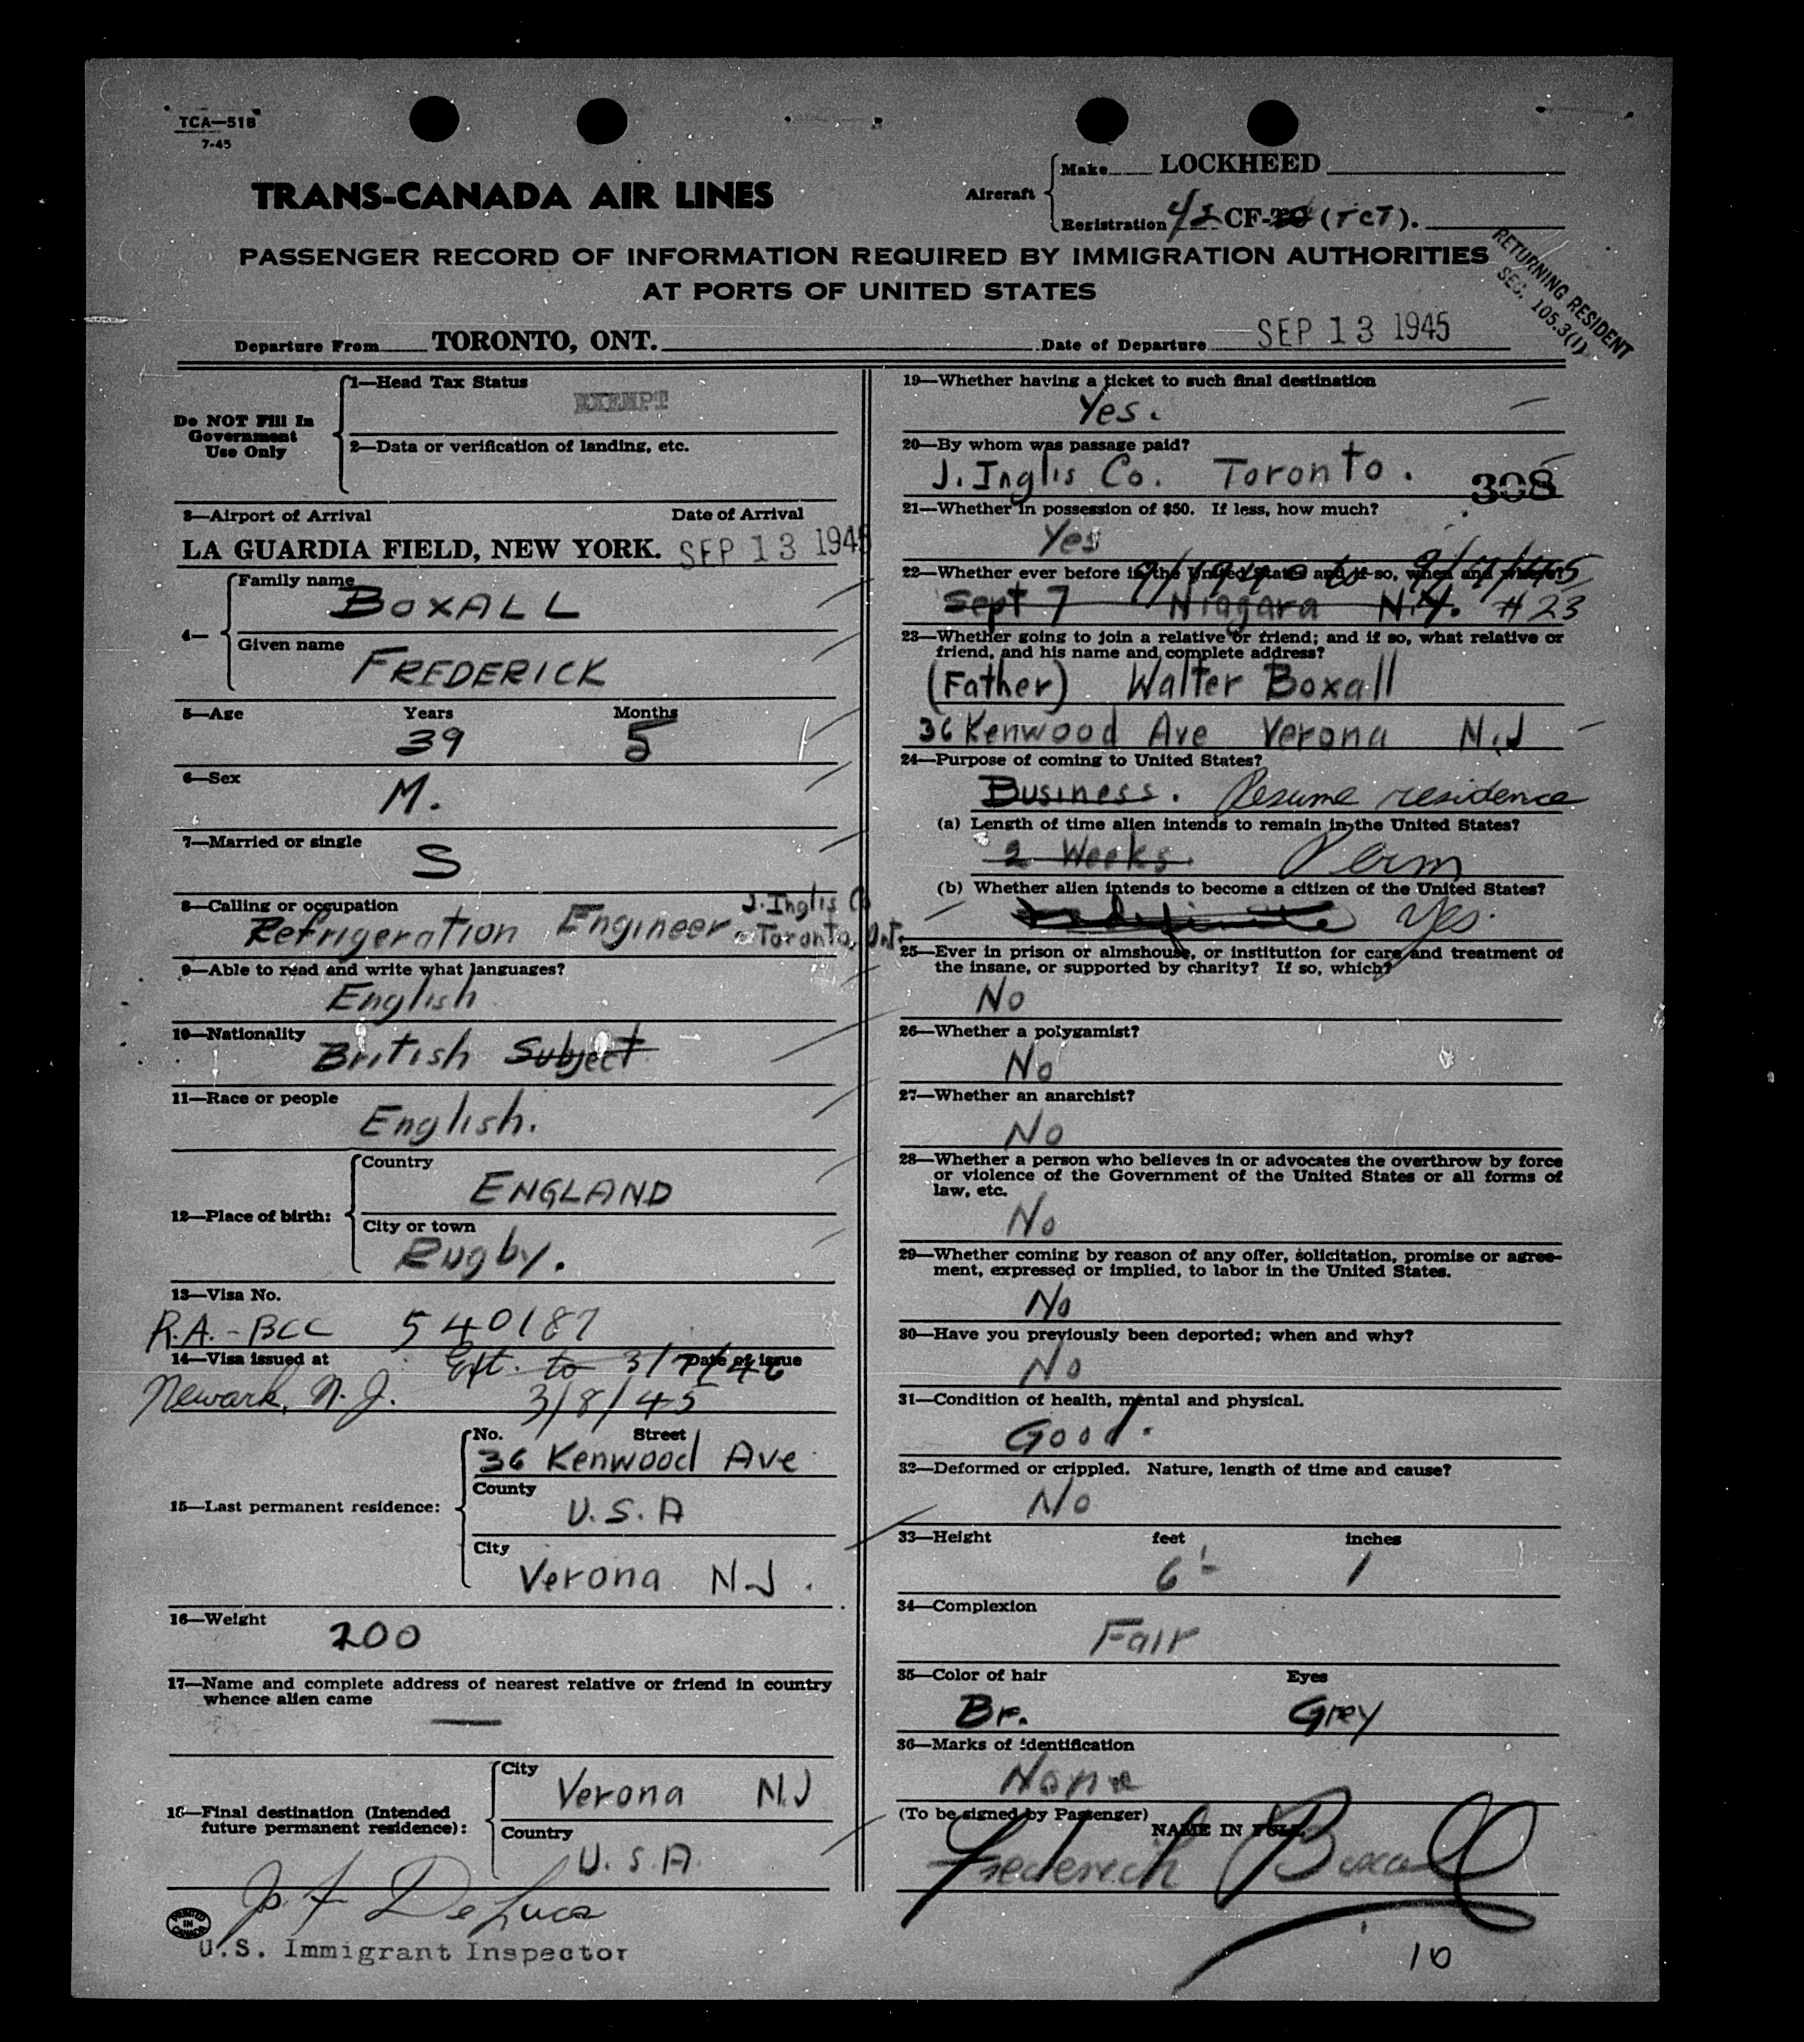 TCA—518
7-45
TRANS-CANADA AIR LINES
Aircraft
Make LOCKHEED
Registration 42 CF- (TCT).
PASSENGER RECORD OF INFORMATION REQUIRED BY IMMIGRATION AUTHORITIES
AT PORTS OF UNITED STATES
RETURNING RESIDENT
SEC. 105.3(1)
Departure From TORONTO, ONT. Date of Departure SEP 13 1945
Do NOT Fill In
Government
Use Only
1—Head Tax Status
EXEMPT
2—Data or verification of landing, etc.
3—Airport of Arrival Date of Arrival
LA GUARDIA FIELD, NEW YORK. SEP 13 1945
4—
Family name
BOXALL
Given name
FREDERICK
5—Age Years Months
39 5
6—Sex
M.
7—Married or single
S
8—Calling or occupation
Refrigeration Engineer. J. Inglis Co
Toronto, Ont.
9—Able to read and write what languages?
English
10—Nationality
British Subject
11—Race or people
English.
12—Place of birth:
Country
ENGLAND
City or town
Rugby.
13—Visa No.
R.A.-BCC 540187
14—Visa issued at Date of issue
Ext. to 3/7/46
Newark, N.J. 3/8/45
15—Last permanent residence:
No. Street
36 Kenwood Ave
County
U.S.A
City
Verona N.J.
16—Weight
200
17—Name and complete address of nearest relative or friend in country
whence alien came
—
18—Final destination (Intended
future permanent residence):
City
Verona N.J
Country
U.S.A.
De Luca
U.S. Immigrant Inspector
PRINTED
IN
CANADA
19—Whether having a ticket to such final destination
Yes.
20—By whom was passage paid?
J. Inglis Co. Toronto.
308
21—Whether in possession of $50. If less, how much?
Yes
22—Whether ever before in the United States and if so, when and where?
9/1940 to 9/7/45
Sept 7 Niagara N.Y. #23
23—Whether going to join a relative or friend; and if so, what relative or
friend, and his name and complete address?
(Father) Walter Boxall
36 Kenwood Ave Verona N.J
24—Purpose of coming to United States?
Business. Resume residence
(a) Length of time alien intends to remain in the United States?
2 Weeks. Perm
(b) Whether alien intends to become a citizen of the United States?
Indefinite Yes.
25—Ever in prison or almshouse, or institution for care and treatment of
the insane, or supported by charity? If so, which?
No
26—Whether a polygamist?
No
27—Whether an anarchist?
No
28—Whether a person who believes in or advocates the overthrow by force
or violence of the Government of the United States or all forms of
law, etc.
No
29—Whether coming by reason of any offer, solicitation, promise or agree-
ment, expressed or implied, to labor in the United States.
No
30—Have you previously been deported; when and why?
No
31—Condition of health, mental and physical.
Good.
32—Deformed or crippled. Nature, length of time and cause?
No
33—Height feet inches
6' 1
34—Complexion
Fair
35—Color of hair Eyes
Br. Grey
36—Marks of identification
None
(To be signed by Passenger)
NAME IN FULL
Frederick Boxall
10